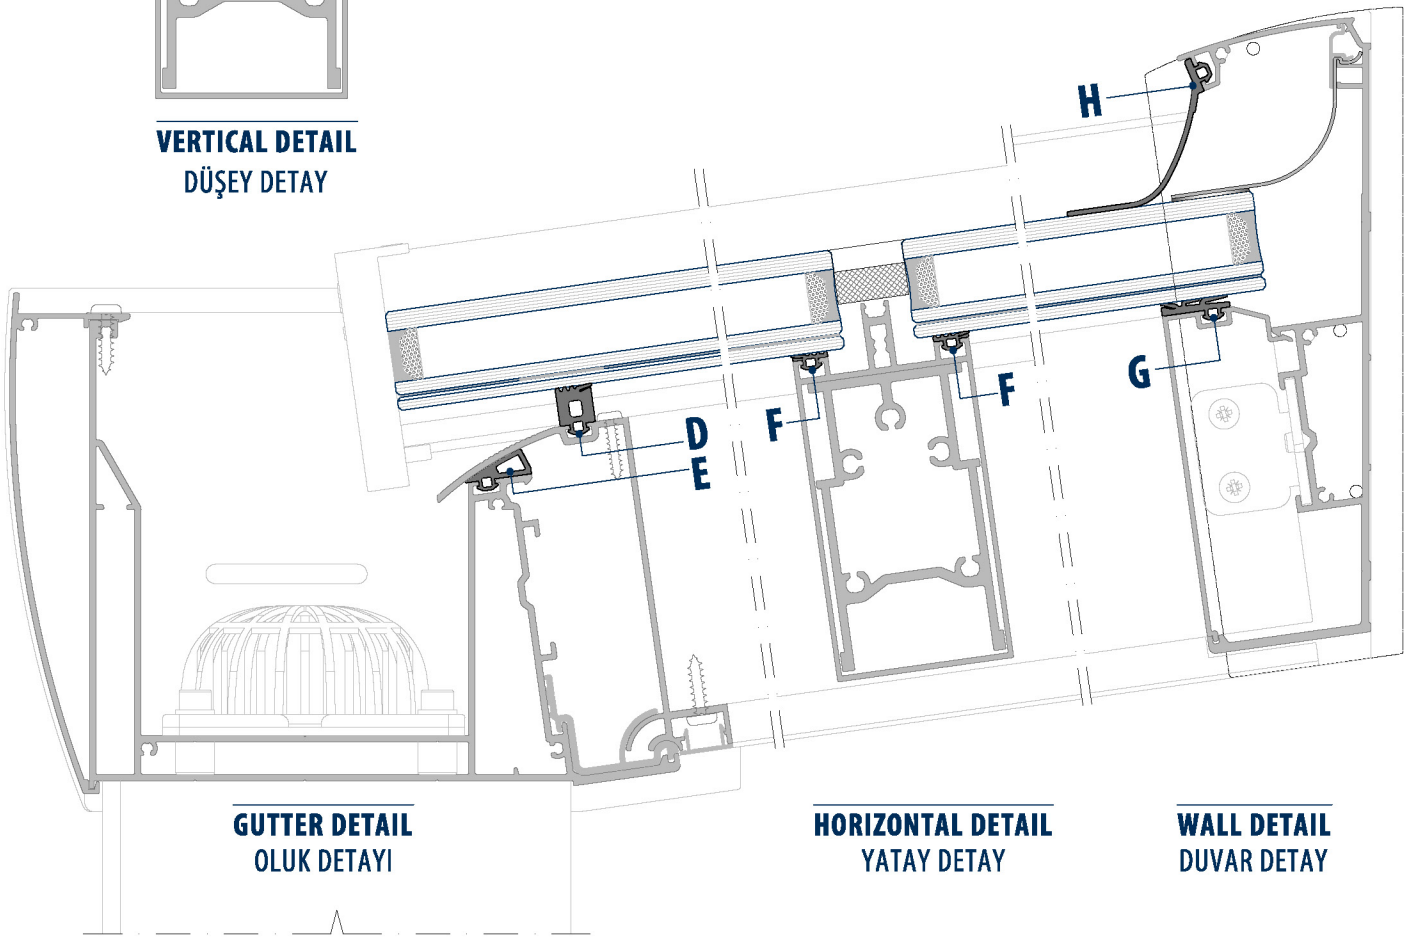 VERTICAL DETAIL
DÜŞEY DETAY
H
G
F
F
D
E
GUTTER DETAIL
OLUK DETAYI
HORIZONTAL DETAIL
YATAY DETAY
WALL DETAIL
DUVAR DETAY